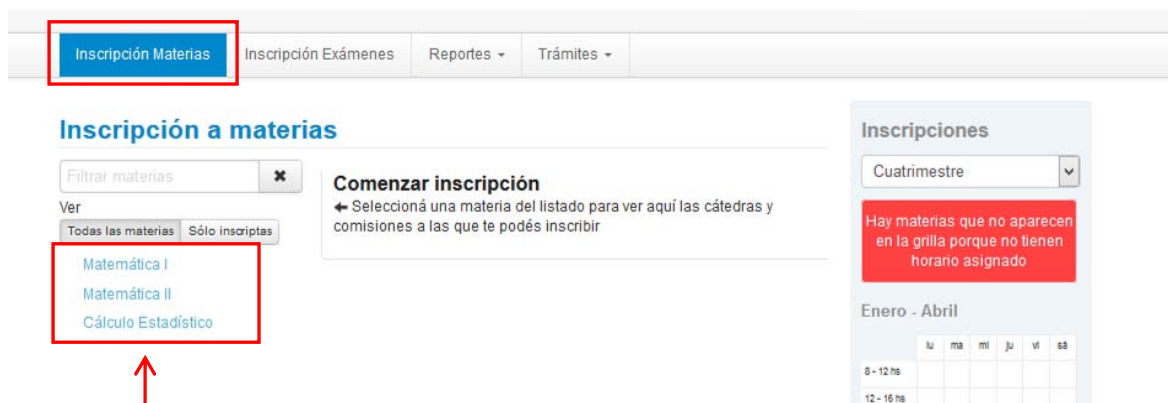 Inscripción Materias
Inscripción Exámenes
Reportes
Trámites
Inscripción a materias
Filtrar materias
Ver
Todas las materias
Sólo inscriptas
Matemática I
Matemática II
Cálculo Estadístico
Comenzar inscripción
Seleccioná una materia del listado para ver aquí las cátedras y
comisiones a las que te podés inscribir
Inscripciones
Cuatrimestre
Hay materias que no aparecen
en la grilla porque no tienen
horario asignado
Enero - Abril
lu ma mi ju vi sá
8 - 12 hs
12 - 16 hs